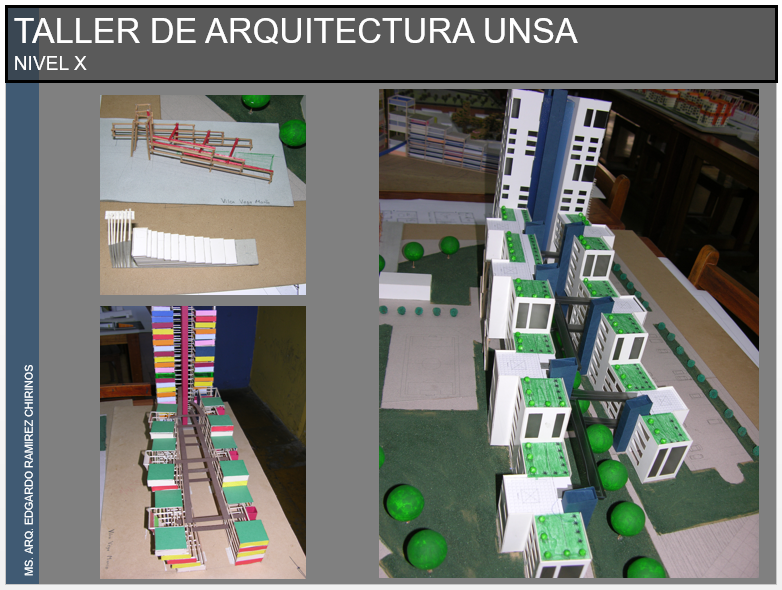 TALLER DE ARQUITECTURA UNSA
NIVEL X
MS. ARQ. EDGARDO RAMIREZ CHIRINOS